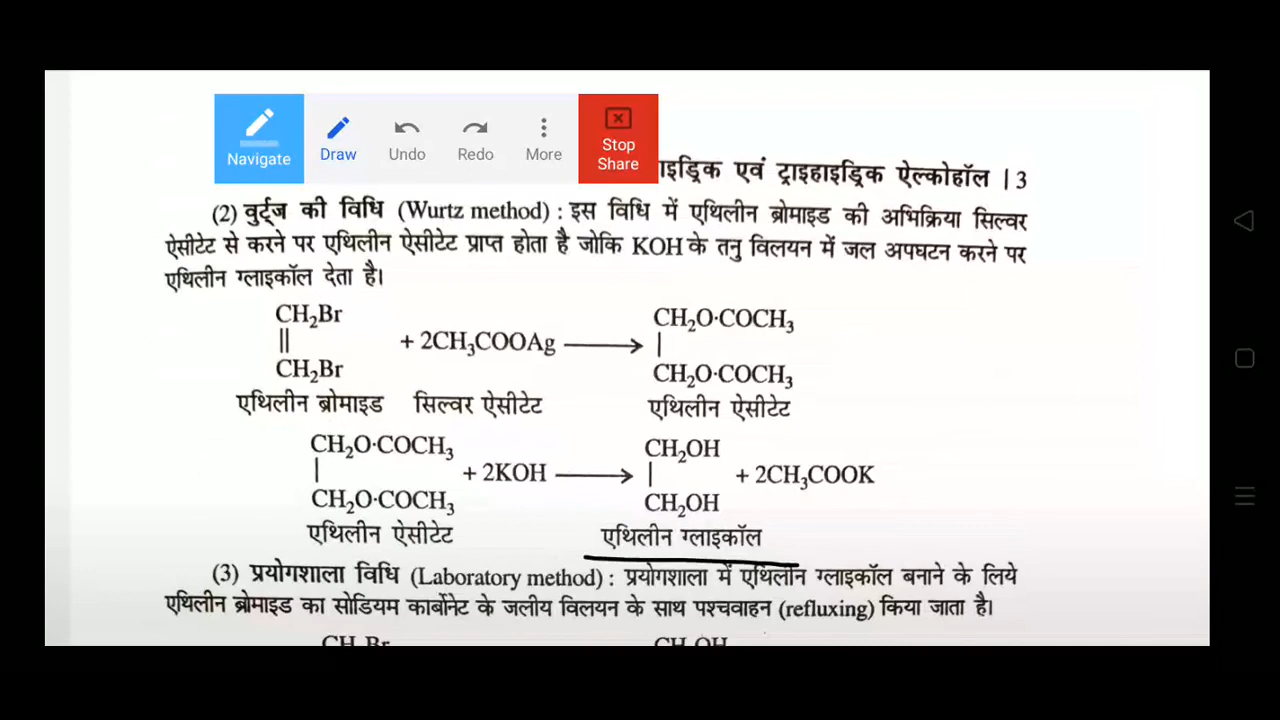 Navigate
Draw
Undo
Redo
More
Stop
Share
इड्रिक एवं ट्राइहाइड्रिक ऐल्कोहॉल | 3
(2) वुर्ट्ज की विधि (Wurtz method) : इस विधि में एथिलीन ब्रोमाइड की अभिक्रिया सिल्वर
ऐसीटेट से करने पर एथिलीन ऐसीटेट प्राप्त होता है जोकि KOH के तनु विलयन में जल अपघटन करने पर
एथिलीन ग्लाइकॉल देता है।
CH₂Br CH₂O·COCH₃
|| + 2CH₃COOAg ⟶ |
CH₂Br CH₂O·COCH₃
एथिलीन ब्रोमाइड सिल्वर ऐसीटेट एथिलीन ऐसीटेट
CH₂O·COCH₃ CH₂OH
| + 2KOH ⟶ | + 2CH₃COOK
CH₂O·COCH₃ CH₂OH
एथिलीन ऐसीटेट एथिलीन ग्लाइकॉल
(3) प्रयोगशाला विधि (Laboratory method) : प्रयोगशाला में एथिलीन ग्लाइकॉल बनाने के लिये
एथिलीन ब्रोमाइड का सोडियम कार्बोनेट के जलीय विलयन के साथ पश्चवाहन (refluxing) किया जाता है।
CH₂Br CH₂OH